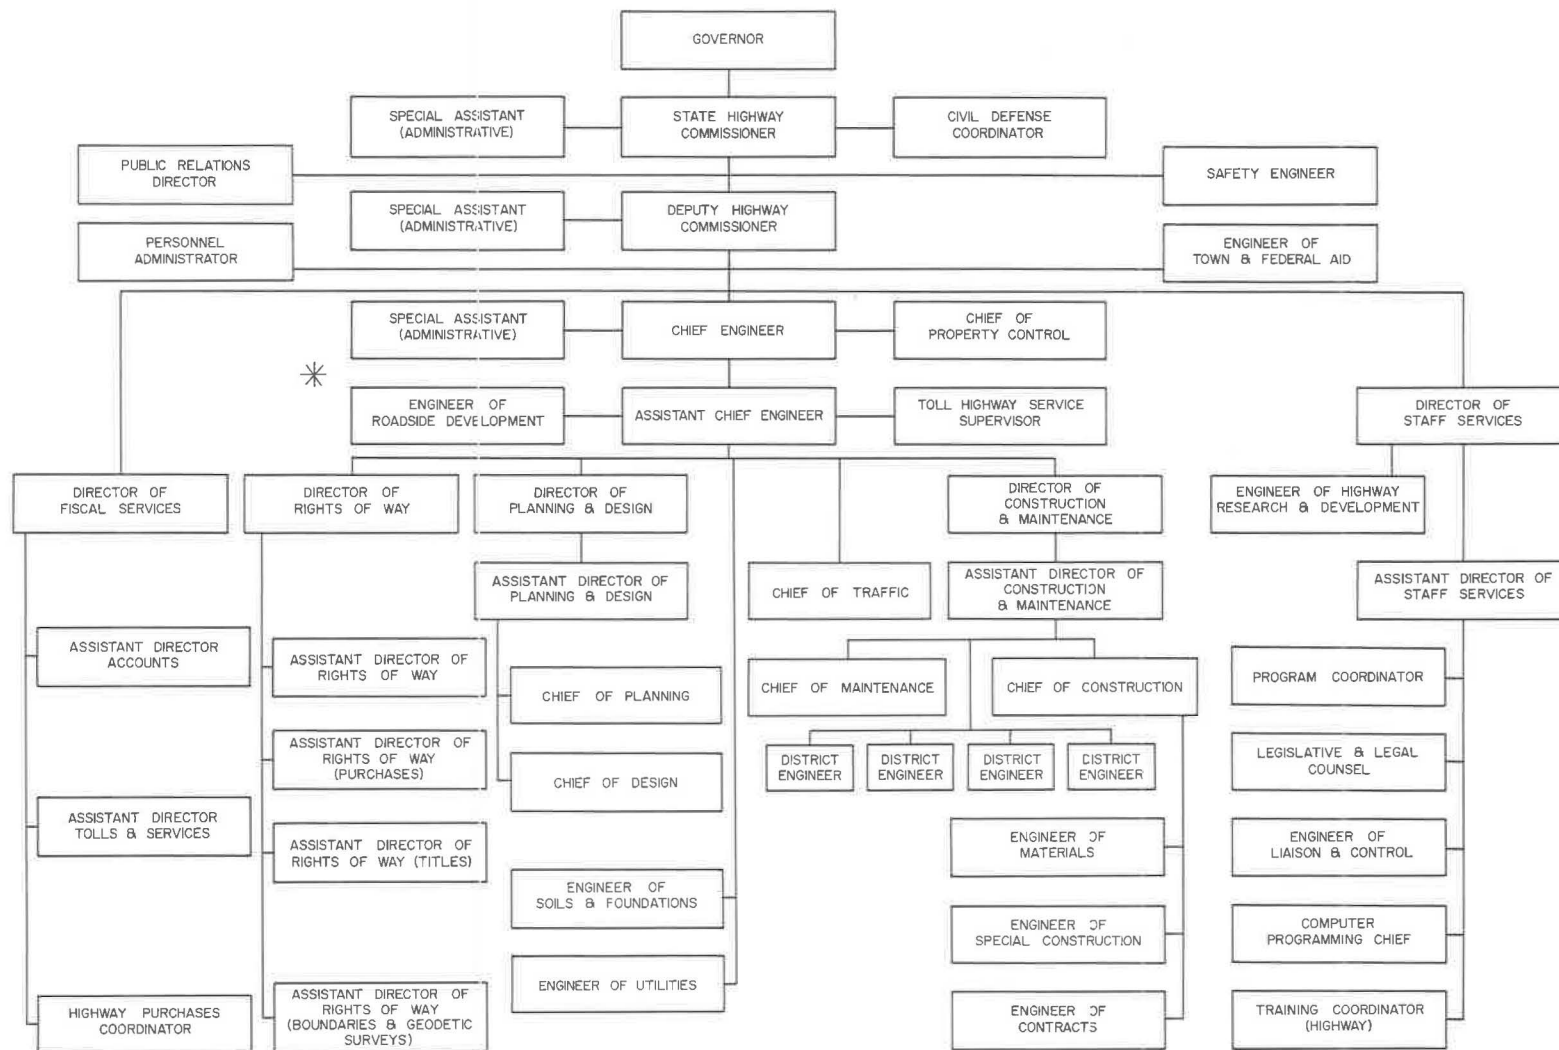 GOVERNOR
SPECIAL ASSISTANT
(ADMINISTRATIVE)
STATE HIGHWAY
COMMISSIONER
CIVIL DEFENSE
COORDINATOR
PUBLIC RELATIONS
DIRECTOR
SAFETY ENGINEER
SPECIAL ASSISTANT
(ADMINISTRATIVE)
DEPUTY HIGHWAY
COMMISSIONER
PERSONNEL
ADMINISTRATOR
ENGINEER OF
TOWN & FEDERAL AID
SPECIAL ASSISTANT
(ADMINISTRATIVE)
CHIEF ENGINEER
CHIEF OF
PROPERTY CONTROL
ENGINEER OF
ROADSIDE DEVELOPMENT
ASSISTANT CHIEF ENGINEER
TOLL HIGHWAY SERVICE
SUPERVISOR
DIRECTOR OF
STAFF SERVICES
DIRECTOR OF
FISCAL SERVICES
DIRECTOR OF
RIGHTS OF WAY
DIRECTOR OF
PLANNING & DESIGN
DIRECTOR OF
CONSTRUCTION
& MAINTENANCE
ENGINEER OF HIGHWAY
RESEARCH & DEVELOPMENT
ASSISTANT DIRECTOR OF
PLANNING & DESIGN
CHIEF OF TRAFFIC
ASSISTANT DIRECTOR OF
CONSTRUCTION
& MAINTENANCE
ASSISTANT DIRECTOR OF
STAFF SERVICES
ASSISTANT DIRECTOR
ACCOUNTS
ASSISTANT DIRECTOR OF
RIGHTS OF WAY
CHIEF OF PLANNING
CHIEF OF MAINTENANCE
CHIEF OF CONSTRUCTION
PROGRAM COORDINATOR
ASSISTANT DIRECTOR OF
RIGHTS OF WAY
(PURCHASES)
CHIEF OF DESIGN
DISTRICT
ENGINEER
DISTRICT
ENGINEER
DISTRICT
ENGINEER
DISTRICT
ENGINEER
LEGISLATIVE & LEGAL
COUNSEL
ASSISTANT DIRECTOR
TOLLS & SERVICES
ASSISTANT DIRECTOR OF
RIGHTS OF WAY (TITLES)
ENGINEER OF
MATERIALS
ENGINEER OF
LIAISON & CONTROL
ENGINEER OF
SOILS & FOUNDATIONS
ENGINEER OF
SPECIAL CONSTRUCTION
COMPUTER
PROGRAMMING CHIEF
ENGINEER OF UTILITIES
HIGHWAY PURCHASES
COORDINATOR
ASSISTANT DIRECTOR OF
RIGHTS OF WAY
(BOUNDARIES & GEODETIC
SURVEYS)
ENGINEER OF
CONTRACTS
TRAINING COORDINATOR
(HIGHWAY)